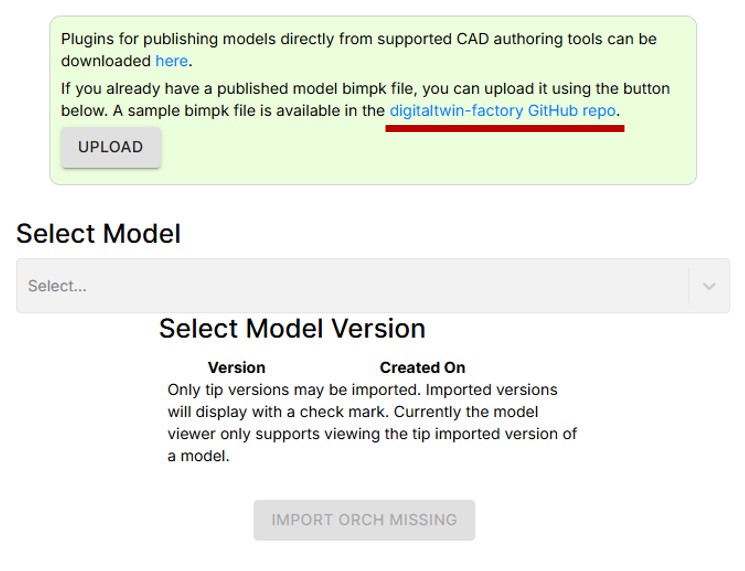 Plugins for publishing models directly from supported CAD authoring tools can be
downloaded here.
If you already have a published model bimpk file, you can upload it using the button
below. A sample bimpk file is available in the digitaltwin-factory GitHub repo.
UPLOAD
Select Model
Select...
Select Model Version
Version Created On
Only tip versions may be imported. Imported versions
will display with a check mark. Currently the model
viewer only supports viewing the tip imported version of
a model.
IMPORT ORCH MISSING